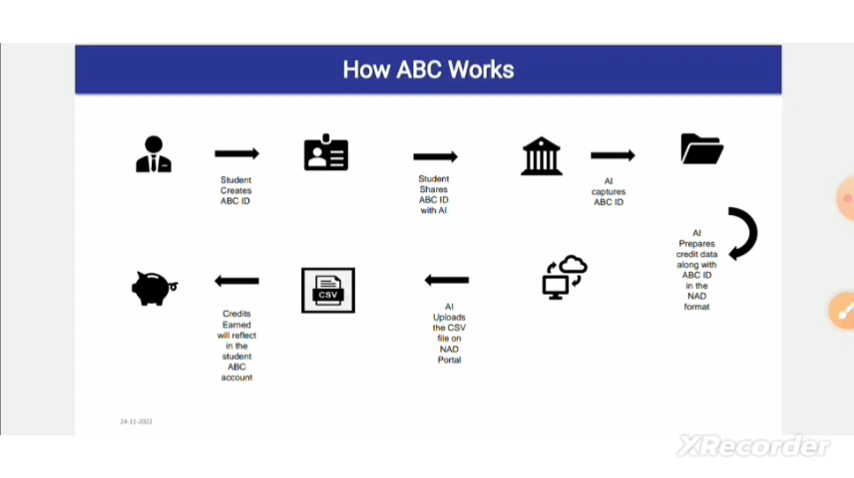 How ABC Works
Student
Creates
ABC ID
Student
Shares
ABC ID
with AI
AI
captures
ABC ID
AI
Prepares
credit data
along with
ABC ID
in the
NAD
format
AI
Uploads
the CSV
file on
NAD
Portal
CSV
Credits
Earned
will reflect
in the
student
ABC
account
24-11-2002
XRecorder